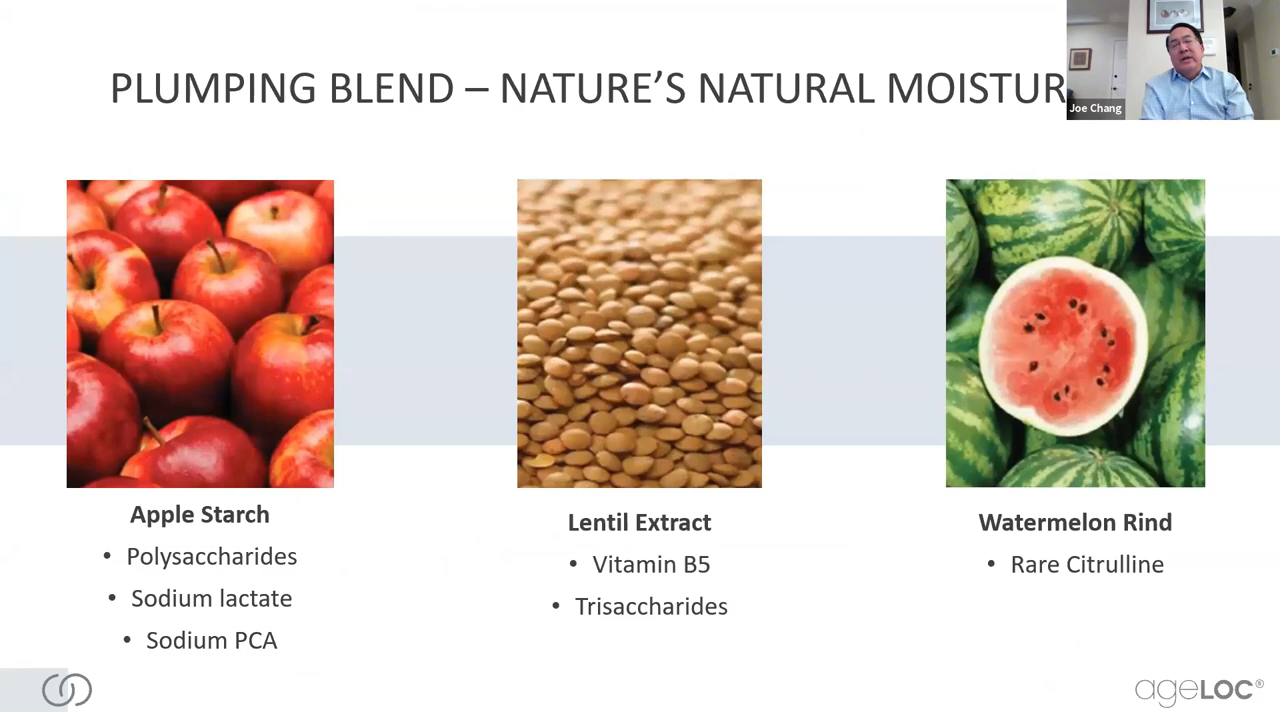 PLUMPING BLEND – NATURE'S NATURAL MOISTUR
Joe Chang
Apple Starch
• Polysaccharides
• Sodium lactate
• Sodium PCA
Lentil Extract
• Vitamin B5
• Trisaccharides
Watermelon Rind
• Rare Citrulline
ageLOC®